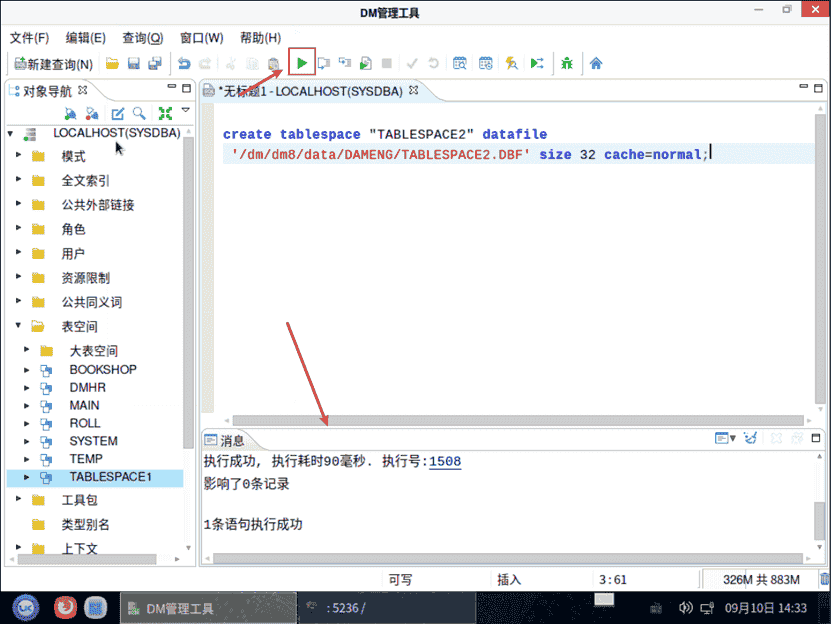 DM管理工具
文件(F) 编辑(E) 查询(Q) 窗口(W) 帮助(H)
新建查询(N)
对象导航
*无标题1 - LOCALHOST(SYSDBA)
LOCALHOST(SYSDBA)
模式
全文索引
公共外部链接
角色
用户
资源限制
公共同义词
表空间
大表空间
BOOKSHOP
DMHR
MAIN
ROLL
SYSTEM
TEMP
TABLESPACE1
工具包
类型别名
上下文
create tablespace "TABLESPACE2" datafile
'/dm/dm8/data/DAMENG/TABLESPACE2.DBF' size 32 cache=normal;
消息
执行成功, 执行耗时90毫秒. 执行号:1508
影响了0条记录
1条语句执行成功
可写 插入 3:61 326M 共 883M
UK DM管理工具 :5236 / 09月10日 14:33